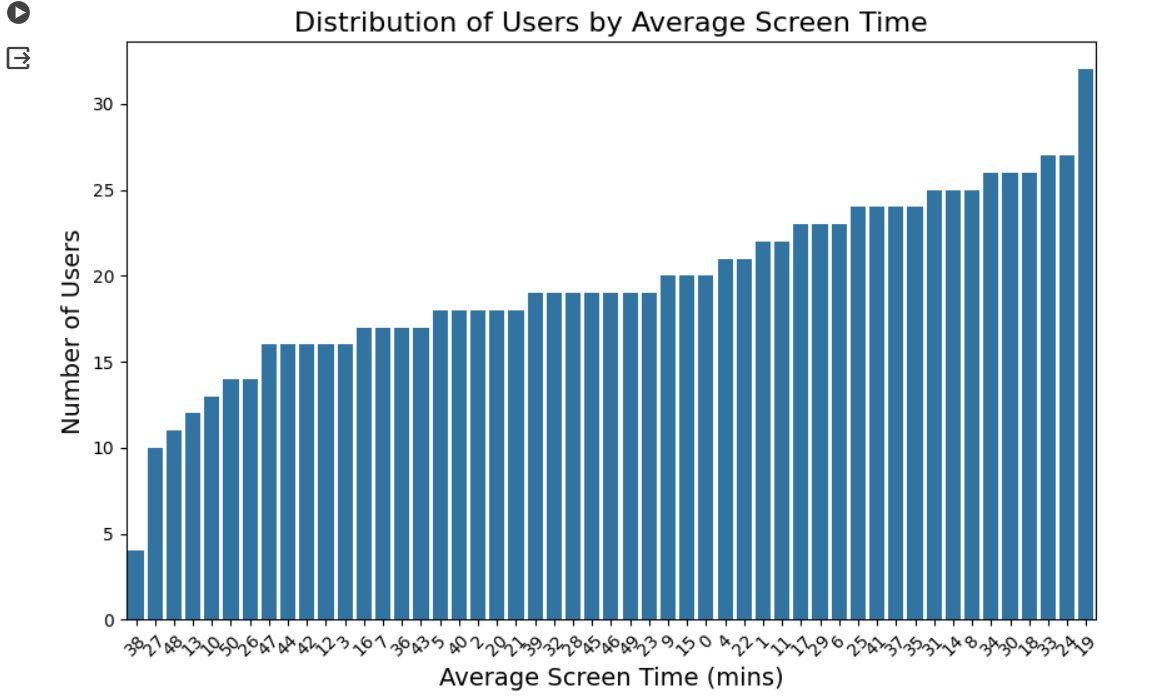 Distribution of Users by Average Screen Time
Number of Users
30
25
20
15
10
5
0
38 27 48 13 10 50 26 47 44 42 12 3 16 7 36 43 5 40 2 20 21 39 32 28 45 46 49 23 9 15 0 4 22 1 11 17 29 6 25 41 37 35 31 14 8 34 30 18 33 24 19
Average Screen Time (mins)